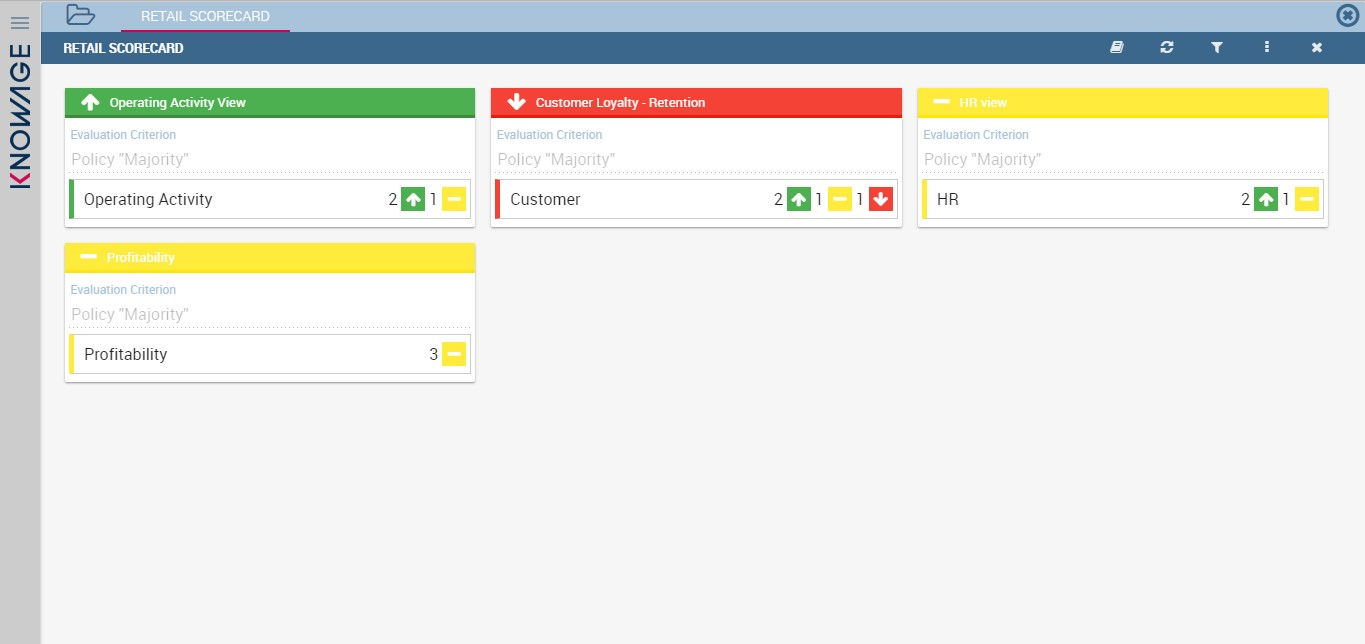 KNOWAGE
RETAIL SCORECARD
RETAIL SCORECARD
Operating Activity View
Evaluation Criterion
Policy "Majority"
Operating Activity 2 1
Customer Loyalty - Retention
Evaluation Criterion
Policy "Majority"
Customer 2 1 1
HR view
Evaluation Criterion
Policy "Majority"
HR 2 1
Profitability
Evaluation Criterion
Policy "Majority"
Profitability 3